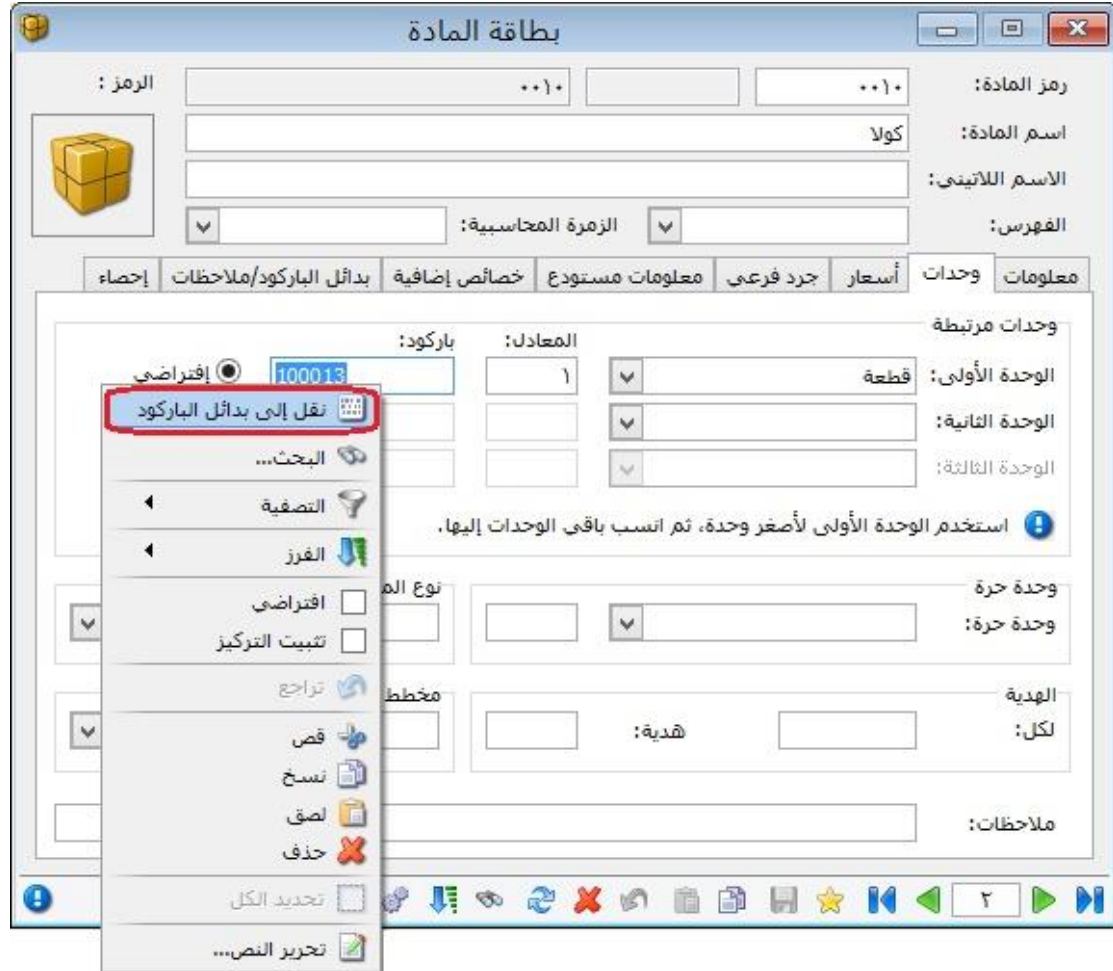 بطاقة المادة
رمز المادة: ٠٠١٠ الرمز : ٠٠١٠
اسم المادة: كولا
الاسم اللاتيني:
الفهرس: الزمرة المحاسبية:
معلومات وحدات أسعار جرد فرعي معلومات مستودع خصائص إضافية بدائل الباركود/ملاحظات إحصاء
وحدات مرتبطة
المعادل: باركود:
الوحدة الأولى: قطعة ١ 100013 إفتراضي
الوحدة الثانية:
الوحدة الثالثة:
استخدم الوحدة الأولى لأصغر وحدة، ثم انسب باقي الوحدات إليها.
وحدة حرة
وحدة حرة:
نوع
الهدية
لكل: هدية:
مخطط
ملاحظات:
٢
نقل إلى بدائل الباركود
البحث...
التصفية
الفرز
افتراضي
تثبيت التركيز
تراجع
قص
نسخ
لصق
حذف
تحديد الكل
تحرير النص...